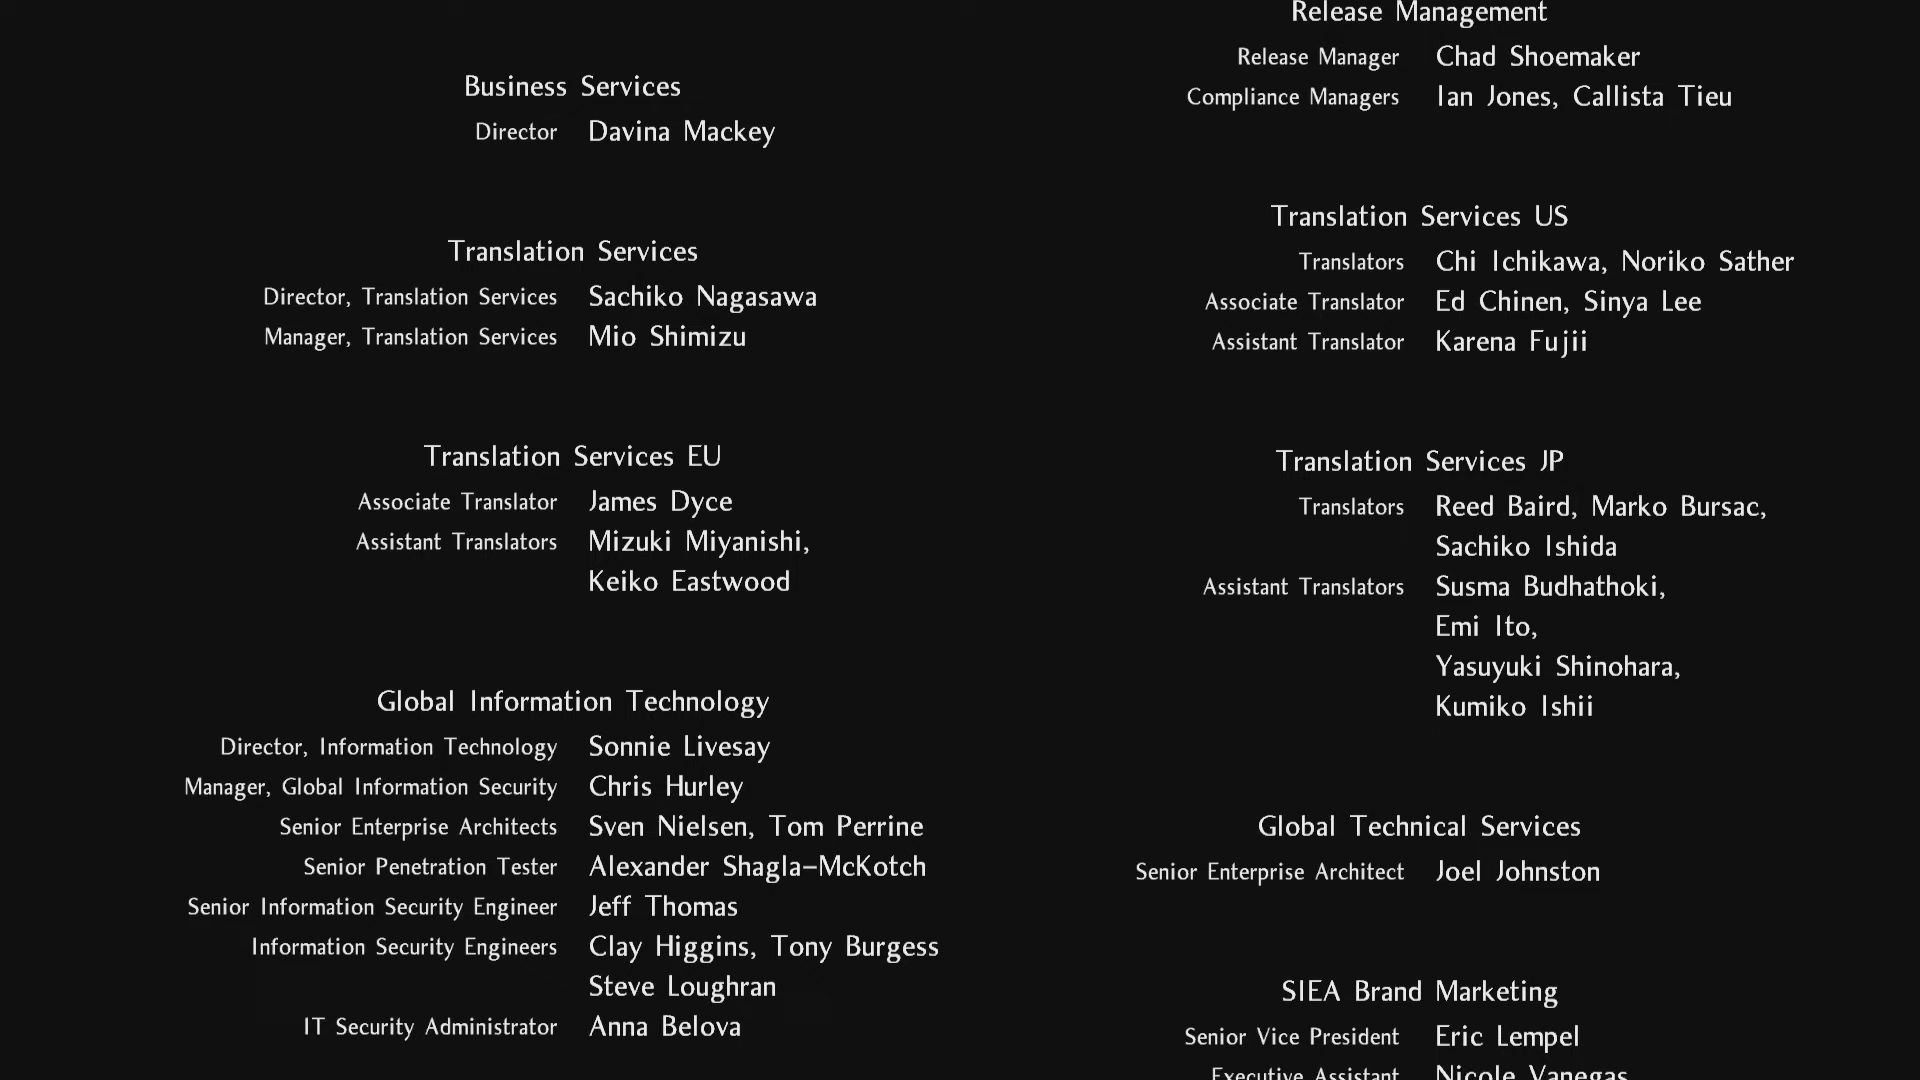 Business Services
Director Davina Mackey
Translation Services
Director, Translation Services Sachiko Nagasawa
Manager, Translation Services Mio Shimizu
Translation Services EU
Associate Translator James Dyce
Assistant Translators Mizuki Miyanishi,
Keiko Eastwood
Global Information Technology
Director, Information Technology Sonnie Livesay
Manager, Global Information Security Chris Hurley
Senior Enterprise Architects Sven Nielsen, Tom Perrine
Senior Penetration Tester Alexander Shagla-McKotch
Senior Information Security Engineer Jeff Thomas
Information Security Engineers Clay Higgins, Tony Burgess
Steve Loughran
IT Security Administrator Anna Belova
Release Management
Release Manager Chad Shoemaker
Compliance Managers Ian Jones, Callista Tieu
Translation Services US
Translators Chi Ichikawa, Noriko Sather
Associate Translator Ed Chinen, Sinya Lee
Assistant Translator Karena Fujii
Translation Services JP
Translators Reed Baird, Marko Bursac,
Sachiko Ishida
Assistant Translators Susma Budhathoki,
Emi Ito,
Yasuyuki Shinohara,
Kumiko Ishii
Global Technical Services
Senior Enterprise Architect Joel Johnston
SIEA Brand Marketing
Senior Vice President Eric Lempel
Executive Assistant Nicole Vanegas